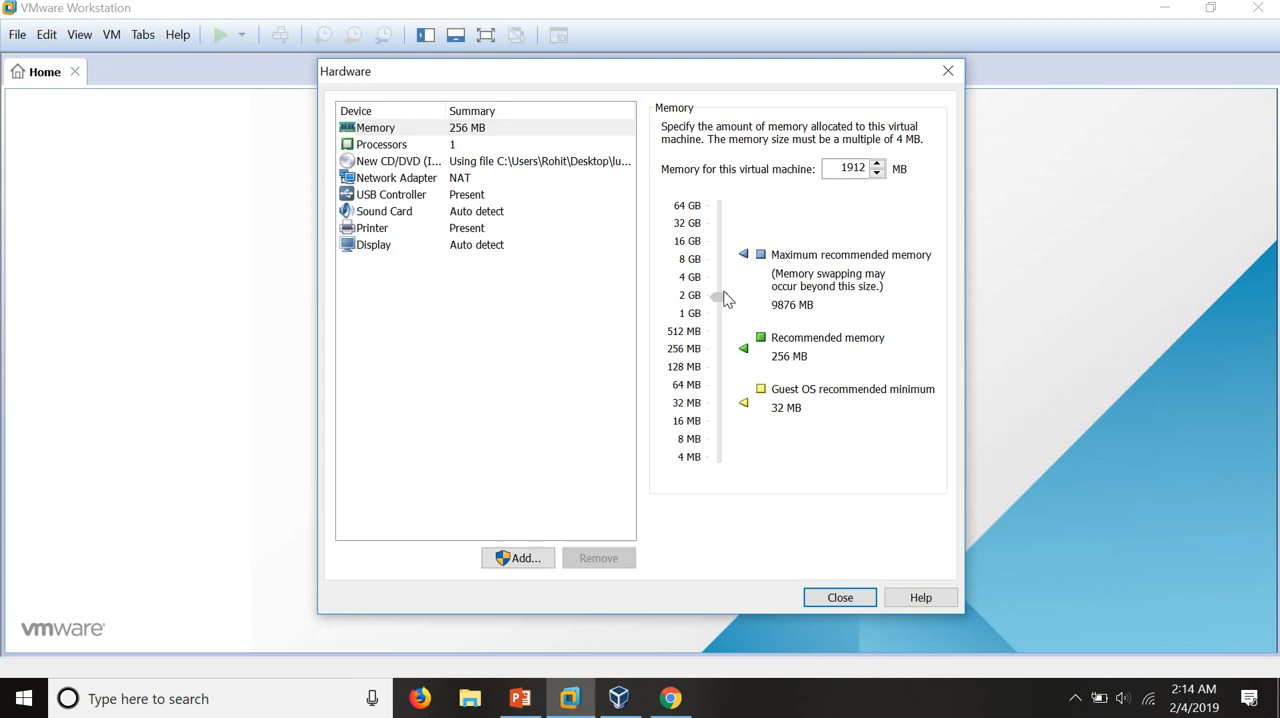 VMware Workstation
File Edit View VM Tabs Help
Home
Hardware
Device Summary
Memory 256 MB
Processors 1
New CD/DVD (I... Using file C:\Users\Rohit\Desktop\lu...
Network Adapter NAT
USB Controller Present
Sound Card Auto detect
Printer Present
Display Auto detect
Add... Remove
Memory
Specify the amount of memory allocated to this virtual
machine. The memory size must be a multiple of 4 MB.
Memory for this virtual machine: 1912 MB
64 GB
32 GB
16 GB
8 GB
4 GB
2 GB
1 GB
512 MB
256 MB
128 MB
64 MB
32 MB
16 MB
8 MB
4 MB
Maximum recommended memory
(Memory swapping may
occur beyond this size.)
9876 MB
Recommended memory
256 MB
Guest OS recommended minimum
32 MB
Close Help
vmware
Type here to search
2:14 AM
2/4/2019